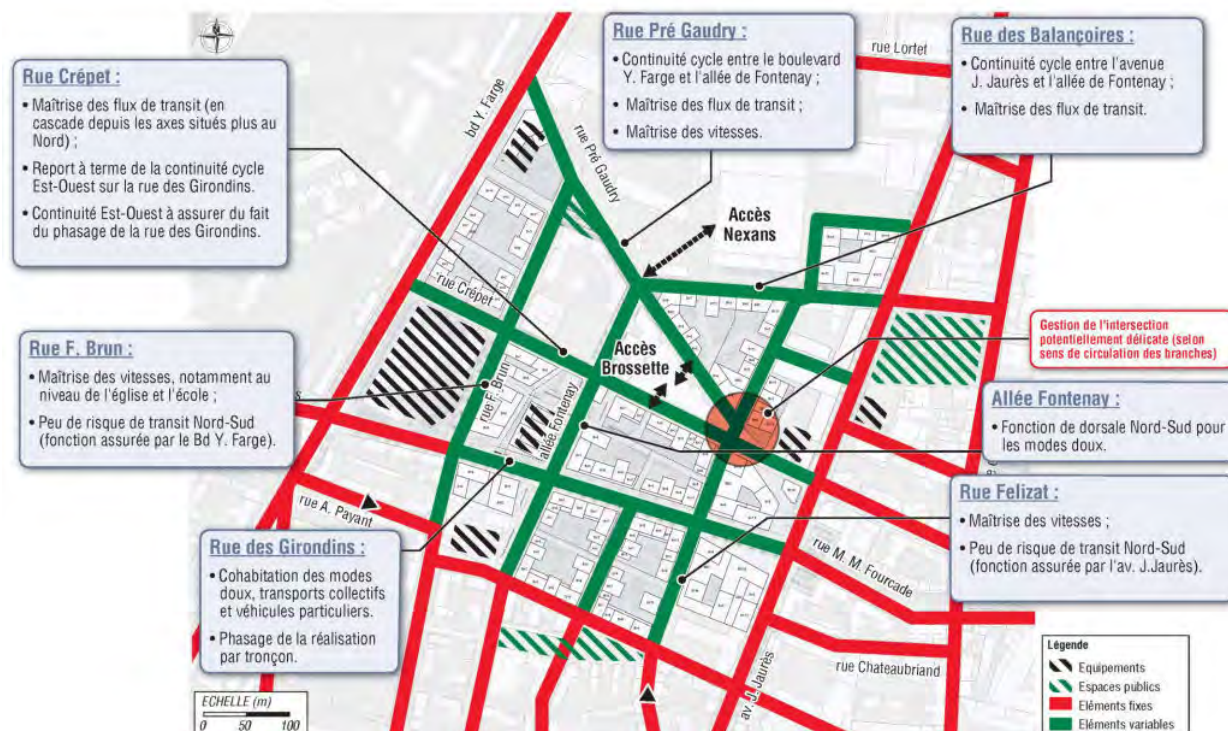 Rue Crépet :
• Maîtrise des flux de transit (en
cascade depuis les axes situés plus au
Nord) ;
• Report à terme de la continuité cycle
Est-Ouest sur la rue des Girondins.
• Continuité Est-Ouest à assurer du fait
du phasage de la rue des Girondins.
Rue Pré Gaudry :
• Continuité cycle entre le boulevard
Y. Farge et l'allée de Fontenay ;
• Maîtrise des flux de transit ;
• Maîtrise des vitesses.
Rue des Balançoires :
• Continuité cycle entre l'avenue
J. Jaurès et l'allée de Fontenay ;
• Maîtrise des flux de transit.
rue Lortet
bd Y. Farge
rue Pré Gaudry
Accès
Nexans
rue Crépet
Gestion de l'intersection
potentiellement délicate (selon
sens de circulation des branches)
Rue F. Brun :
• Maîtrise des vitesses, notamment au
niveau de l'église et l'école ;
• Peu de risque de transit Nord-Sud
(fonction assurée par le Bd Y. Farge).
Accès
Brossette
rue F. Brun
allée Fontenay
Allée Fontenay :
• Fonction de dorsale Nord-Sud pour
les modes doux.
Rue Felizat :
• Maîtrise des vitesses ;
• Peu de risque de transit Nord-Sud
(fonction assurée par l'av. J.Jaurès).
rue A. Payant
Rue des Girondins :
• Cohabitation des modes
doux, transports collectifs
et véhicules particuliers.
• Phasage de la réalisation
par tronçon.
rue M. M. Fourcade
rue Chateaubriand
av. J. Jaurès
ECHELLE (m)
0 50 100
Légende
Equipements
Espaces publics
Eléments fixes
Eléments variables